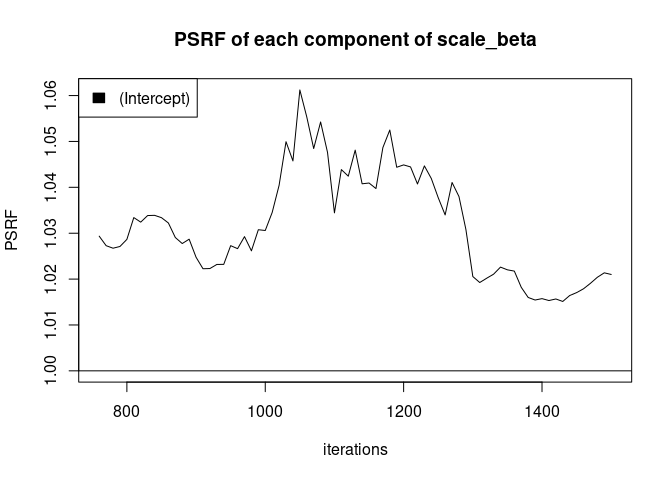 PSRF of each component of scale_beta
(Intercept)
PSRF
1.06
1.05
1.04
1.03
1.02
1.01
1.00
800 1000 1200 1400
iterations